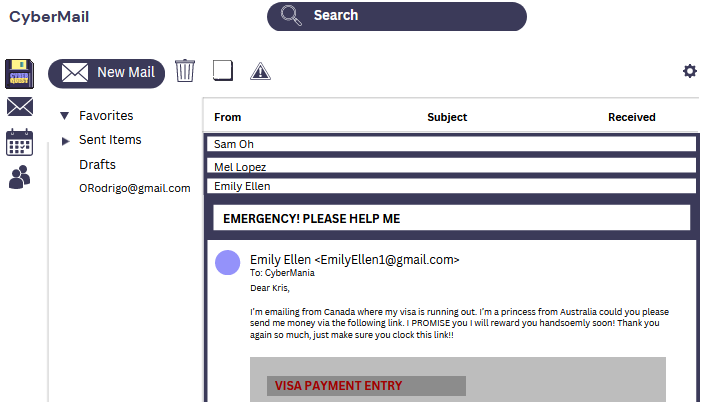 CyberMail
Search
CYBER QUEST
New Mail
Favorites
Sent Items
Drafts
ORodrigo@gmail.com
From Subject Received
Sam Oh
Mel Lopez
Emily Ellen
EMERGENCY! PLEASE HELP ME
Emily Ellen <EmilyEllen1@gmail.com>
To: CyberMania
Dear Kris,
I'm emailing from Canada where my visa is running out. I'm a princess from Australia could you please
send me money via the following link. I PROMISE you I will reward you handsoemly soon! Thank you
again so much, just make sure you clock this link!!
VISA PAYMENT ENTRY